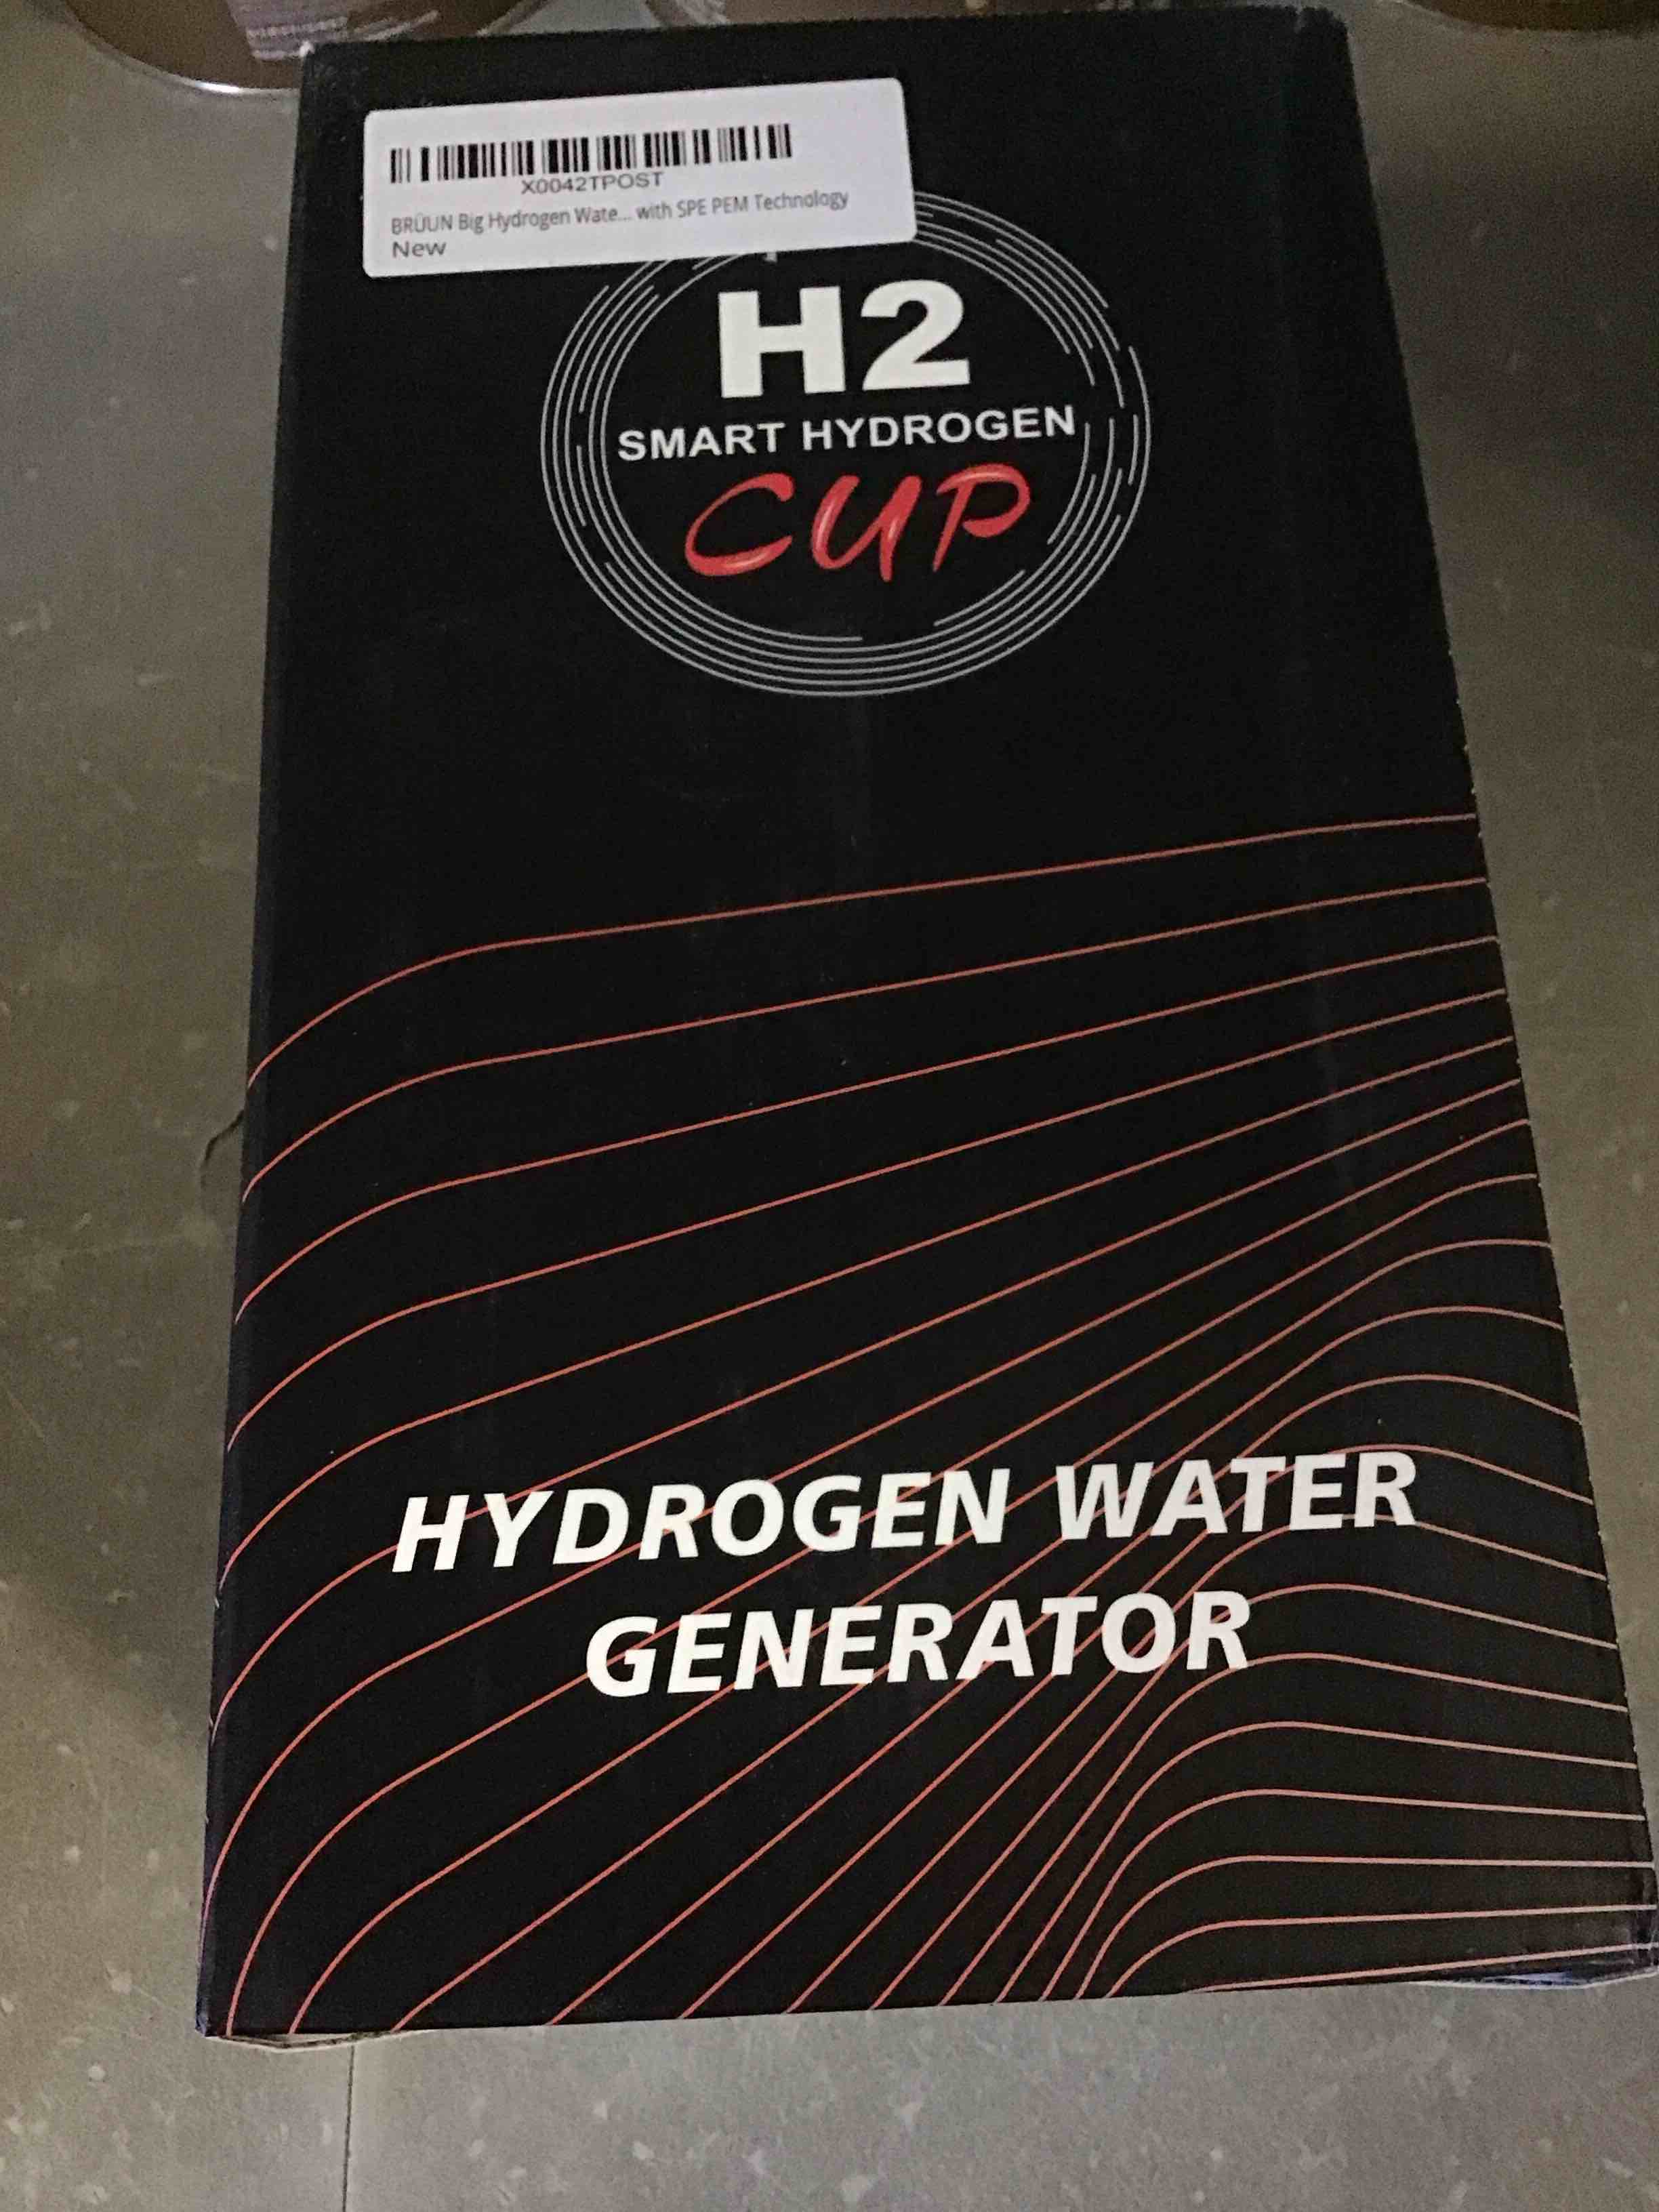 X0042TPOST
BRÜUN Big Hydrogen Wate... with SPE PEM Technology
New
H2
SMART HYDROGEN
CUP
HYDROGEN WATER
GENERATOR